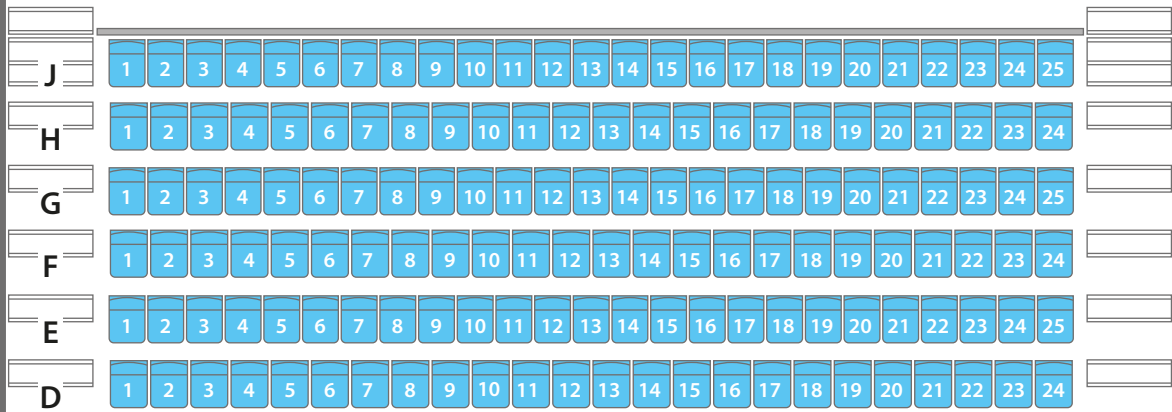 J 1 2 3 4 5 6 7 8 9 10 11 12 13 14 15 16 17 18 19 20 21 22 23 24 25
H 1 2 3 4 5 6 7 8 9 10 11 12 13 14 15 16 17 18 19 20 21 22 23 24
G 1 2 3 4 5 6 7 8 9 10 11 12 13 14 15 16 17 18 19 20 21 22 23 24 25
F 1 2 3 4 5 6 7 8 9 10 11 12 13 14 15 16 17 18 19 20 21 22 23 24
E 1 2 3 4 5 6 7 8 9 10 11 12 13 14 15 16 17 18 19 20 21 22 23 24 25
D 1 2 3 4 5 6 7 8 9 10 11 12 13 14 15 16 17 18 19 20 21 22 23 24